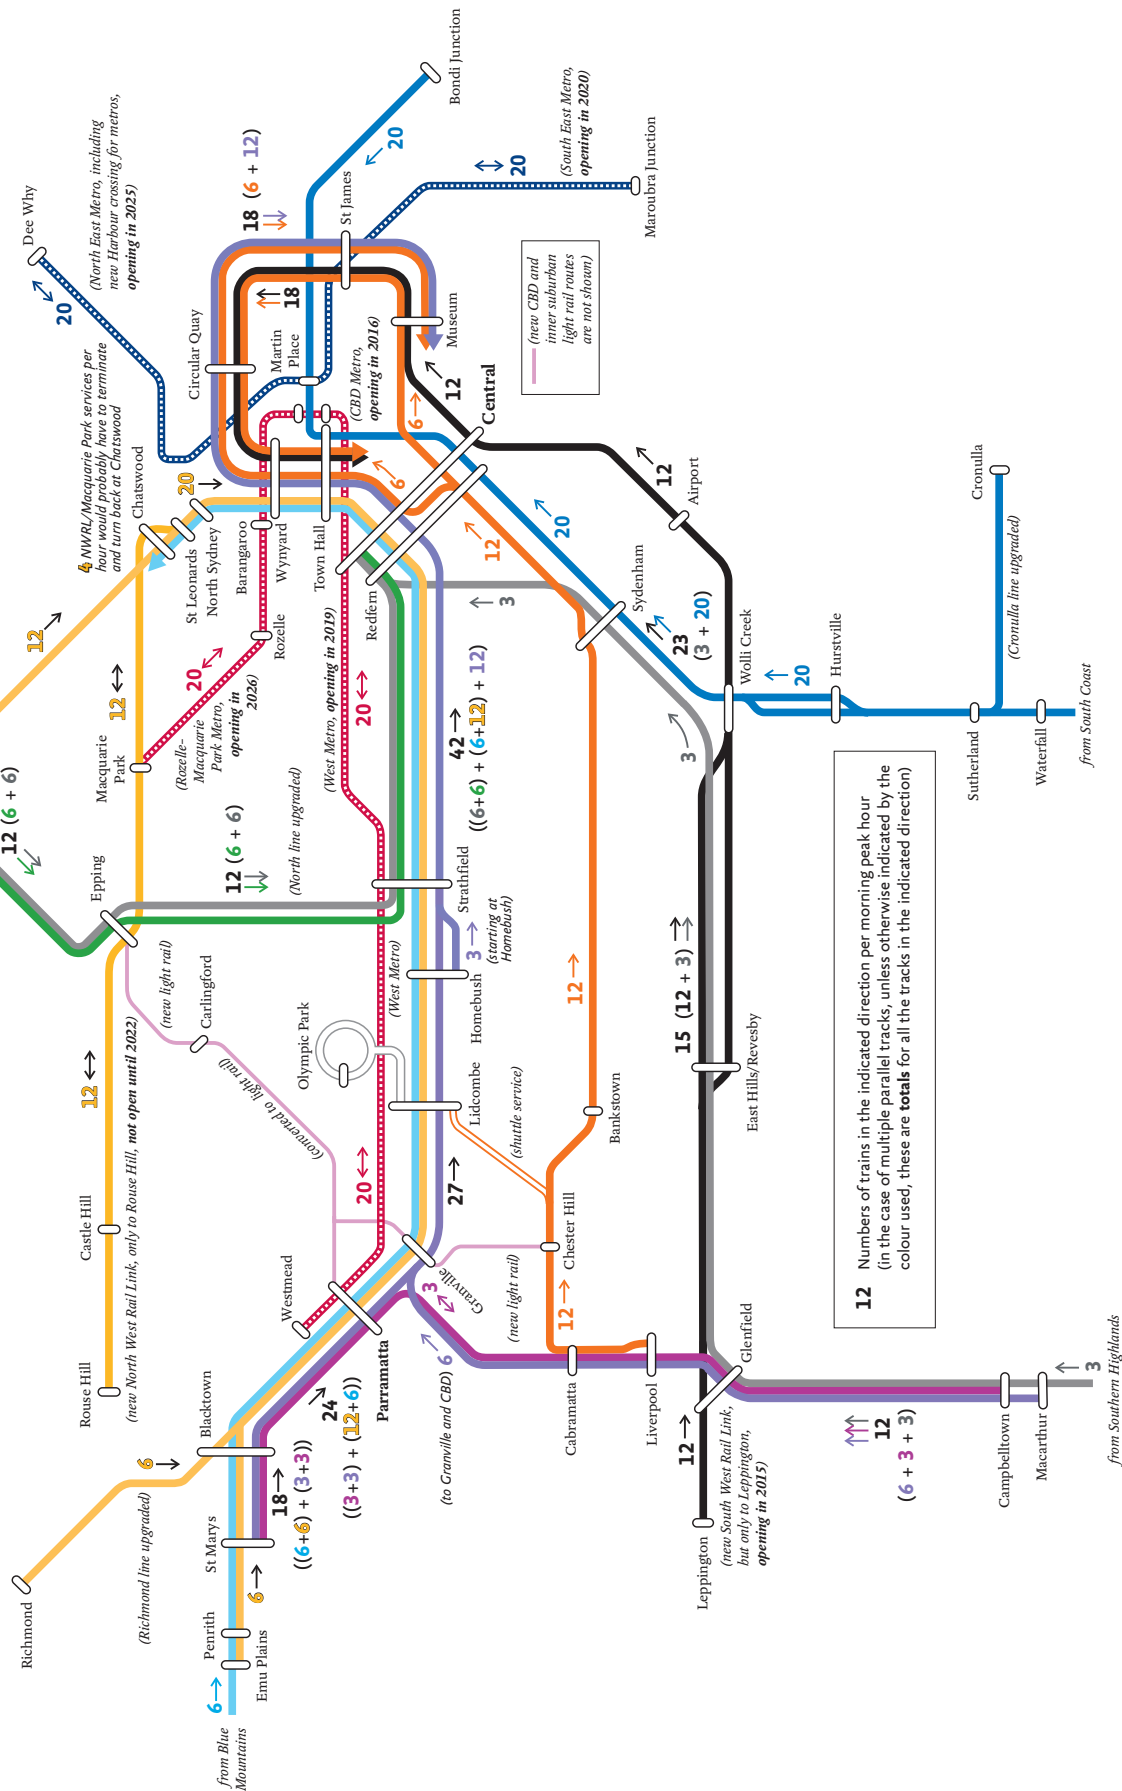 Richmond
(Richmond line upgraded)
6
from Blue
Mountains
6
Penrith
Emu Plains
6
St Marys
Blacktown
18
((6+6) + (3+3))
24
((3+3) + (12+6))
Parramatta
Rouse Hill
Castle Hill
12
(new North West Rail Link, only to Rouse Hill, not open until 2022)
Westmead
Granville
3
6
(to Granville and CBD)
20
27
(converted to light rail)
Carlingford
(new light rail)
Epping
12 (6 + 6)
12 (6 + 6)
(North line upgraded)
Olympic Park
Lidcombe
(shuttle service)
(West Metro)
Homebush
3
(starting at
Homebush)
Strathfield
42
((6+6) + (6+12) + 12)
Macquarie
Park
12
12
(Rozelle-
Macquarie
Park Metro,
opening in
2026)
20
(West Metro, opening in 2019)
20
Rozelle
Barangaroo
4 NWRL/Macquarie Park services per
hour would probably have to terminate
and turn back at Chatswood
Chatswood
St Leonards
North Sydney
20
Wynyard
Town Hall
Redfern
Circular Quay
Martin
Place
(CBD Metro,
opening in 2016)
18
18 (6 + 12)
St James
Museum
Central
6
6
12
12
Dee Why
20
(North East Metro, including
new Harbour crossing for metros,
opening in 2025)
Bondi Junction
20
20
(South East Metro,
opening in 2020)
Maroubra Junction
(new CBD and
inner suburban
light rail routes
are not shown)
3
20
12
Airport
Sydenham
23
(3 + 20)
3
Wolli Creek
20
Hurstville
Cronulla
(Cronulla line upgraded)
Sutherland
Waterfall
from South Coast
12
Bankstown
Chester Hill
(new light rail)
12
Cabramatta
Liverpool
Glenfield
15 (12 + 3)
East Hills/Revesby
12
Leppington
(new South West Rail Link,
but only to Leppington,
opening in 2015)
12
(6 + 3 + 3)
Campbelltown
Macarthur
3
from Southern Highlands
12 Numbers of trains in the indicated direction per morning peak hour
(in the case of multiple parallel tracks, unless otherwise indicated by the
colour used, these are totals for all the tracks in the indicated direction)